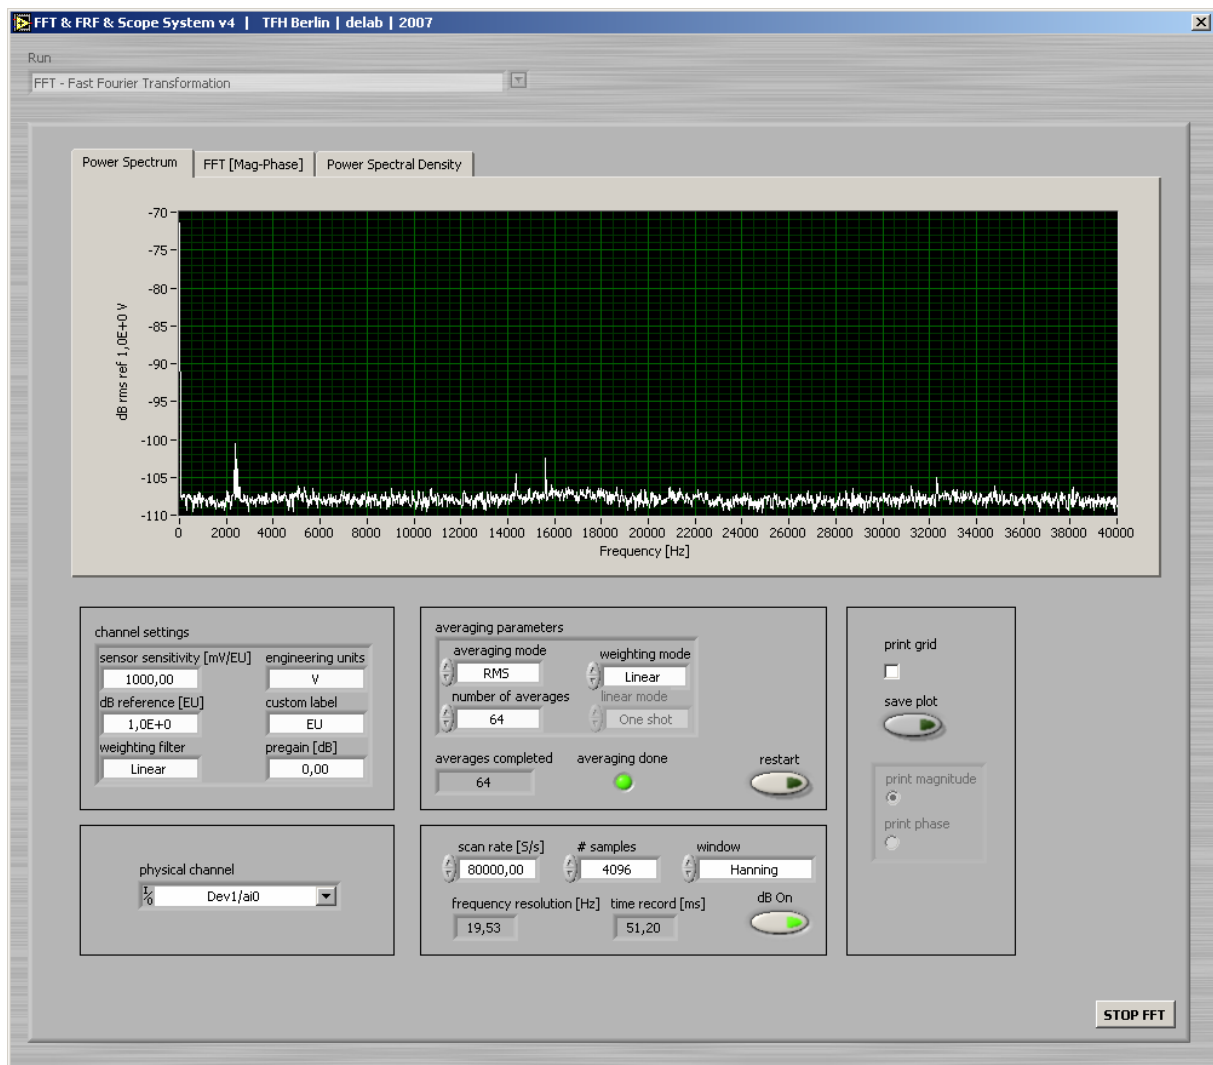 FFT & FRF & Scope System v4 | TFH Berlin | delab | 2007
Run
FFT - Fast Fourier Transformation
Power Spectrum FFT [Mag-Phase] Power Spectral Density
dB rms ref 1,0E+0 V
-70
-75
-80
-85
-90
-95
-100
-105
-110
0 2000 4000 6000 8000 10000 12000 14000 16000 18000 20000 22000 24000 26000 28000 30000 32000 34000 36000 38000 40000
Frequency [Hz]
channel settings
sensor sensitivity [mV/EU] engineering units
1000,00 V
dB reference [EU] custom label
1,0E+0 EU
weighting filter pregain [dB]
Linear 0,00
averaging parameters
averaging mode weighting mode
RMS Linear
number of averages linear mode
64 One shot
averages completed averaging done restart
64
print grid
save plot
print magnitude
print phase
physical channel
I/O Dev1/ai0
scan rate [S/s] # samples window
80000,00 4096 Hanning
frequency resolution [Hz] time record [ms] dB On
19,53 51,20
STOP FFT